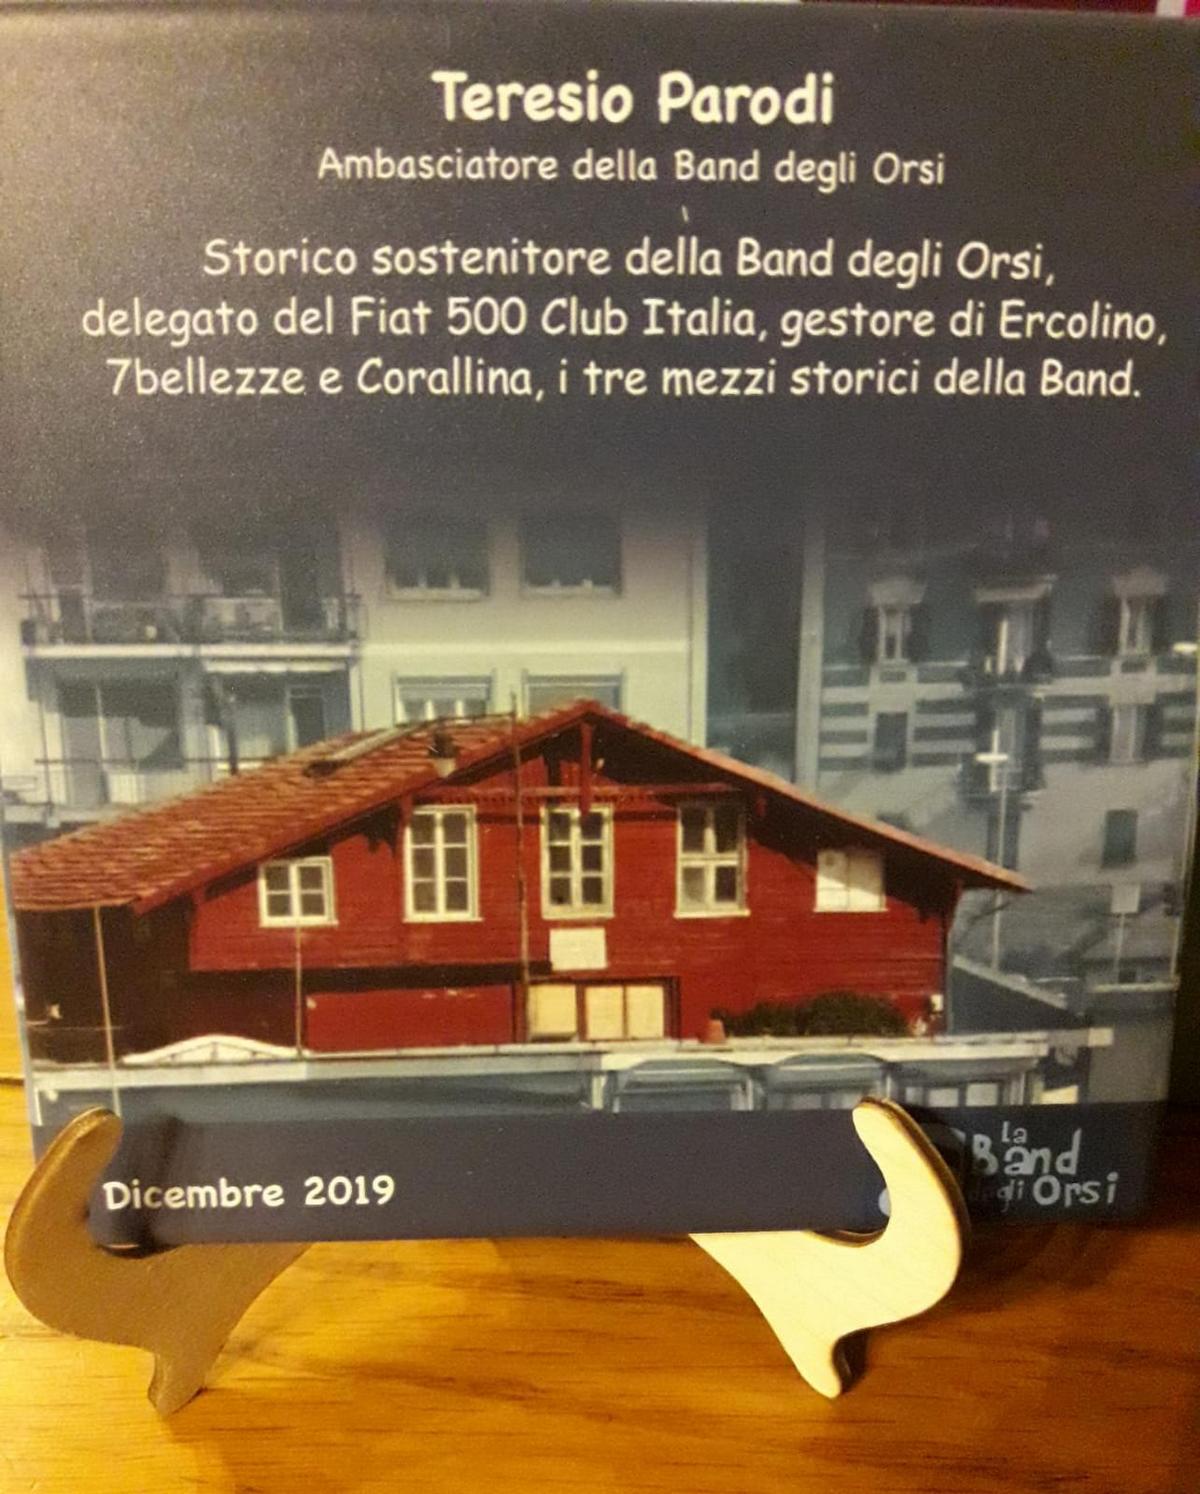 Teresio Parodi
Ambasciatore della Band degli Orsi
Storico sostenitore della Band degli Orsi,
delegato del Fiat 500 Club Italia, gestore di Ercolino,
7bellezze e Corallina, i tre mezzi storici della Band.
Dicembre 2019
La
Band
degli Orsi